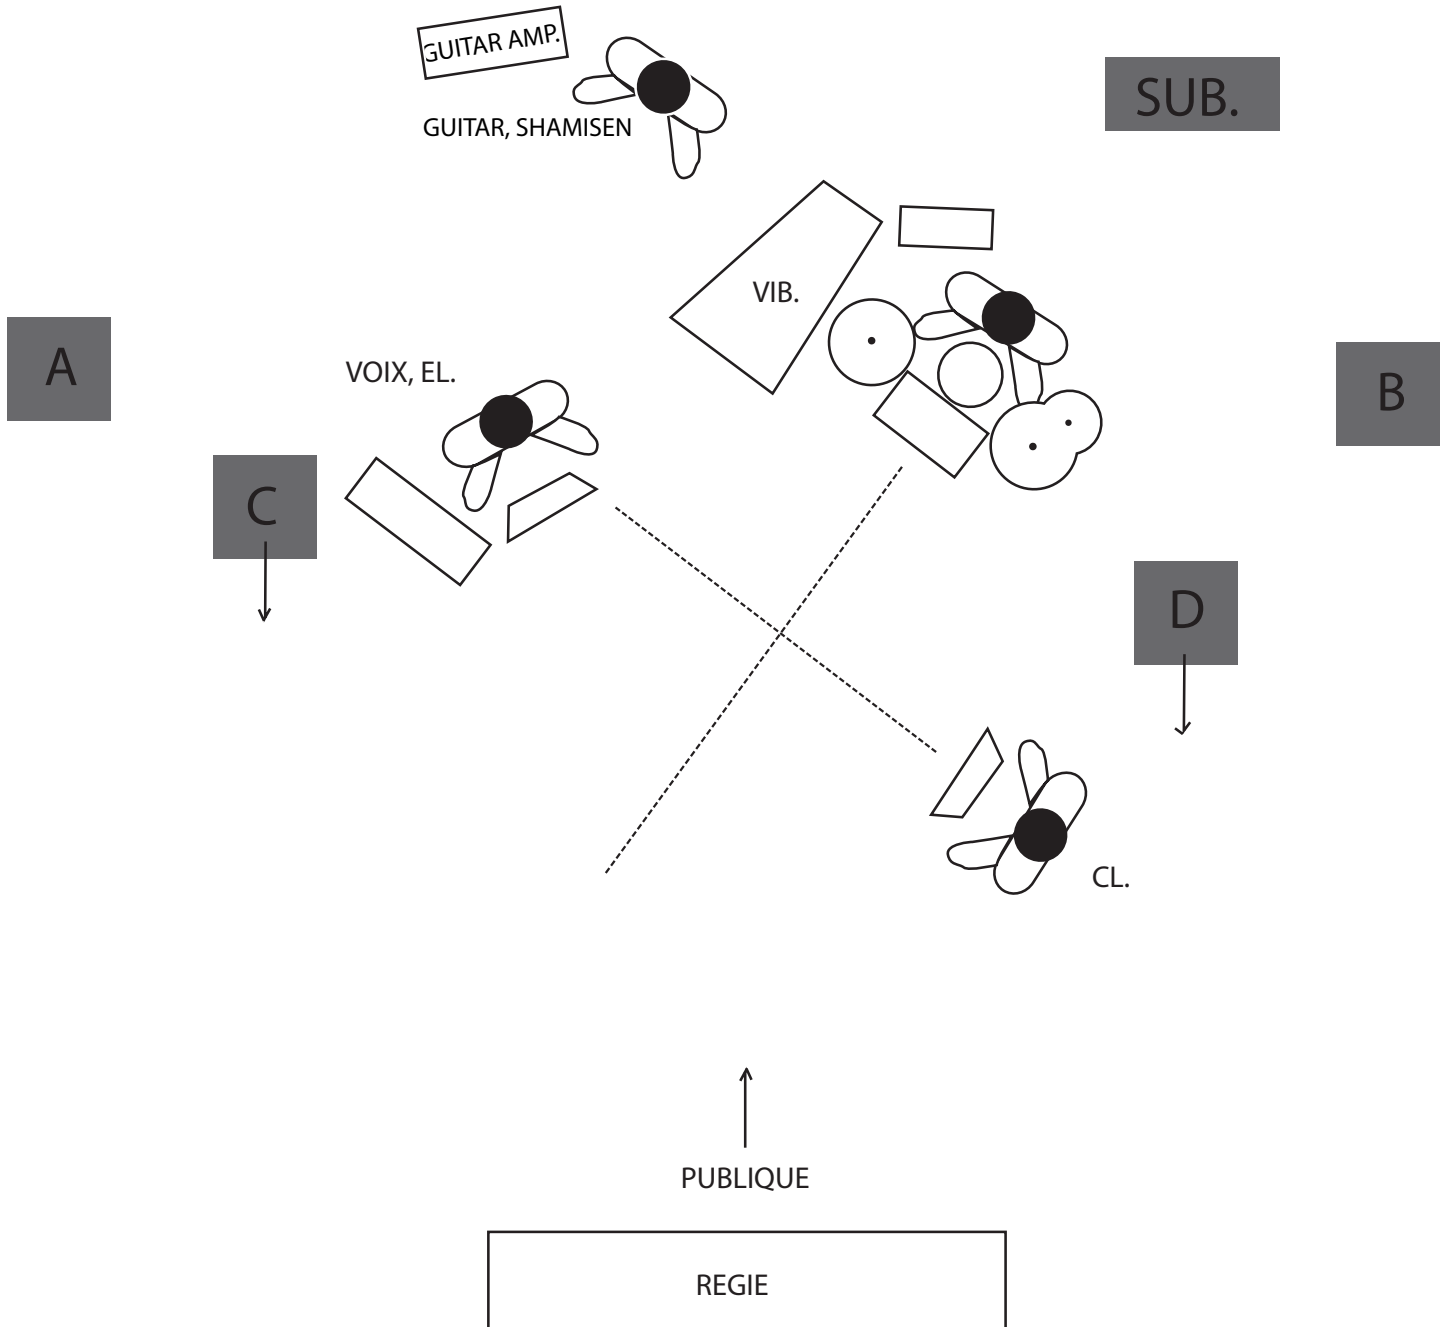 GUITAR AMP.
GUITAR, SHAMISEN
SUB.
VIB.
A
VOIX, EL.
B
C
D
CL.
PUBLIQUE
REGIE